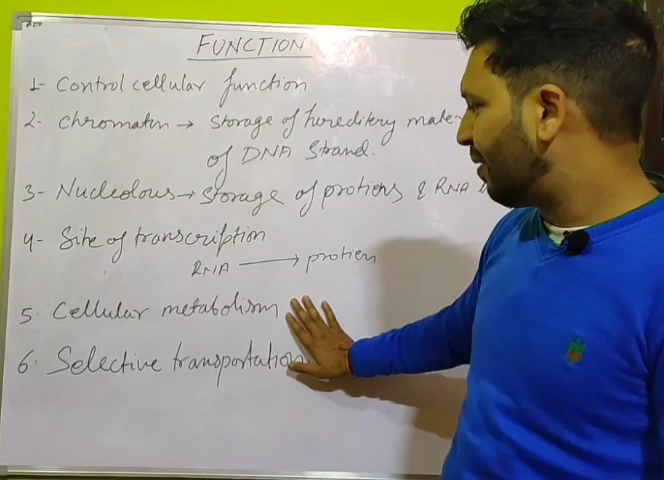 FUNCTION
1- Control cellular function
2- Chromatin → Storage of hereditery mate
of DNA Strand.
3- Nucleolous → Storage of protiens & RNA
4- Site of transcription
RNA → protien
5. Cellular metabolism
6. Selective transportation